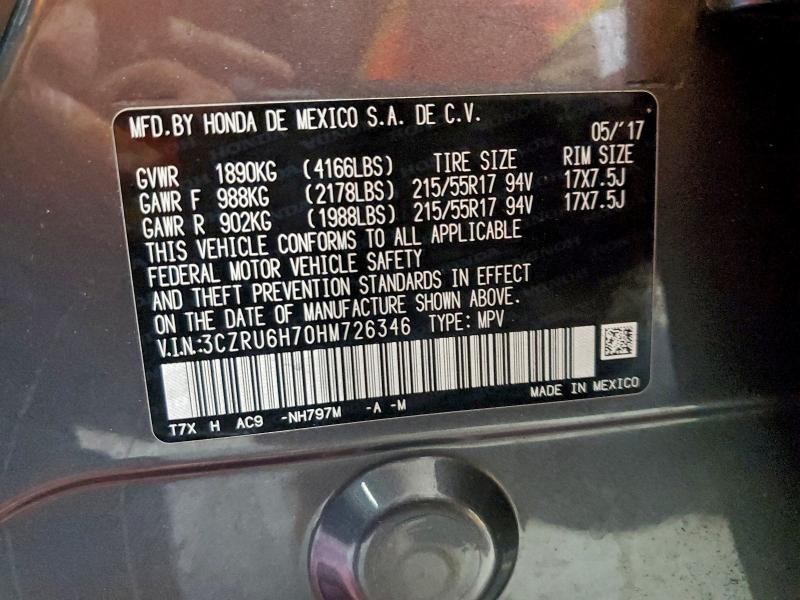 MFD.BY HONDA DE MEXICO S.A. DE C.V.
05/'17
GVWR 1890KG (4166LBS) TIRE SIZE RIM SIZE
GAWR F 988KG (2178LBS) 215/55R17 94V 17X7.5J
GAWR R 902KG (1988LBS) 215/55R17 94V 17X7.5J
THIS VEHICLE CONFORMS TO ALL APPLICABLE
FEDERAL MOTOR VEHICLE SAFETY
AND THEFT PREVENTION STANDARDS IN EFFECT
ON THE DATE OF MANUFACTURE SHOWN ABOVE.
V.I.N.:3CZRU6H70HM726346 TYPE: MPV
MADE IN MEXICO
T7X H AC9 -NH797M -A -M